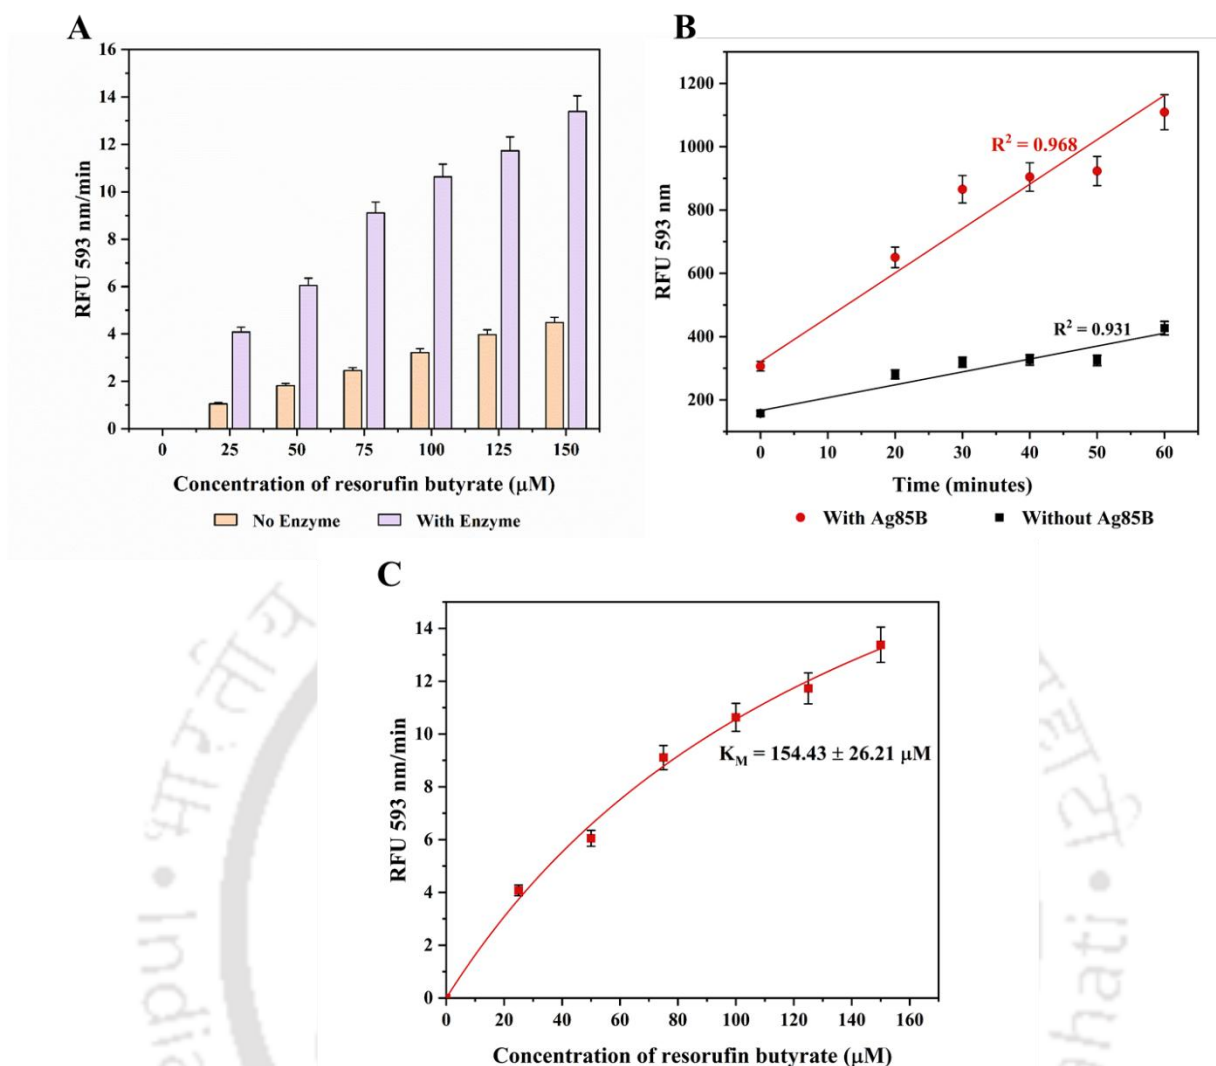 A
16
14
12
10
8
6
4
2
0
RFU 593 nm/min
0 25 50 75 100 125 150
Concentration of resorufin butyrate (μM)
No Enzyme With Enzyme
B
1200
1000
800
600
400
200
RFU 593 nm
R² = 0.968
R² = 0.931
0 10 20 30 40 50 60
Time (minutes)
With Ag85B Without Ag85B
C
14
12
10
8
6
4
2
0
RFU 593 nm/min
K_M = 154.43 ± 26.21 μM
0 20 40 60 80 100 120 140 160
Concentration of resorufin butyrate (μM)
भारतीय